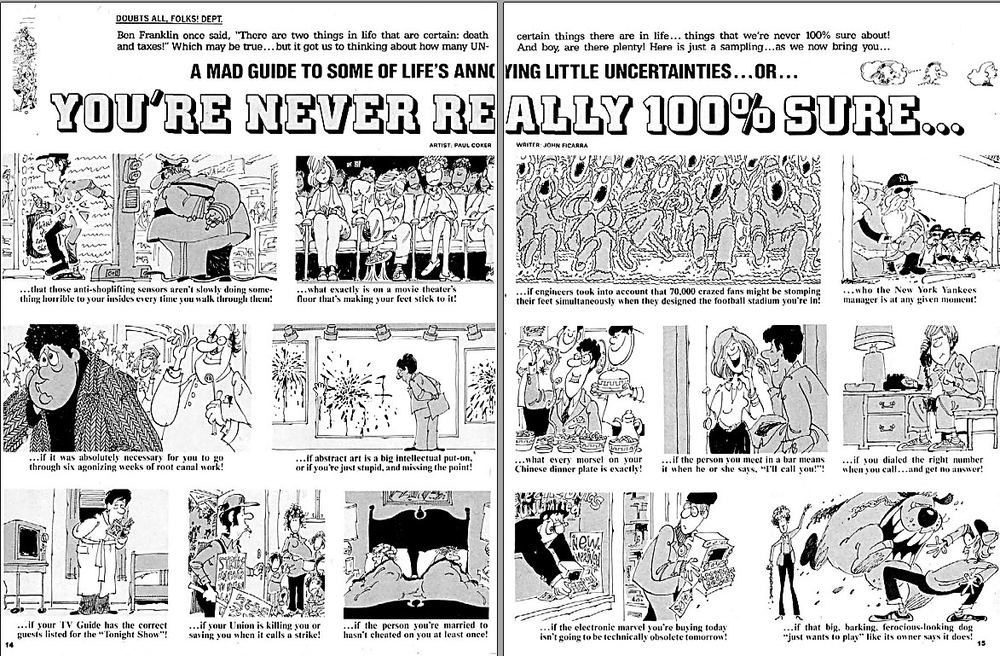 DOUBTS ALL, FOLKS! DEPT.
Ben Franklin once said, "There are two things in life that are certain: death
and taxes!" Which may be true...but it got us to thinking about how many UN-
certain things there are in life... things that we're never 100% sure about!
And boy, are there plenty! Here is just a sampling...as we now bring you...
A MAD GUIDE TO SOME OF LIFE'S ANNO
YING LITTLE UNCERTAINTIES...OR...
YOU'RE NEVER RE
ALLY 100% SURE...
ARTIST: PAUL COKER
WRITER: JOHN FICARRA
...that those anti-shoplifting sensors aren't slowly doing some-
thing horrible to your insides every time you walk through them!
...what exactly is on a movie theater's
floor that's making your feet stick to it!
...if engineers took into account that 70,000 crazed fans might be stomping
their feet simultaneously when they designed the football stadium you're in!
...who the New York Yankees
manager is at any given moment!
...if it was absolutely necessary for you to go
through six agonizing weeks of root canal work!
...if abstract art is a big intellectual put-on,
or if you're just stupid, and missing the point!
...what every morsel on your
Chinese dinner plate is exactly!
...if the person you meet in a bar means
it when he or she says, "I'll call you!"!
...if you dialed the right number
when you call...and get no answer!
...if your TV Guide has the correct
guests listed for the "Tonight Show"!
...if your Union is killing you or
saving you when it calls a strike!
...if the person you're married to
hasn't cheated on you at least once!
...if the electronic marvel you're buying today
isn't going to be technically obsolete tomorrow!
...if that big, barking, ferocious-looking dog
"just wants to play" like its owner says it does!
14
15